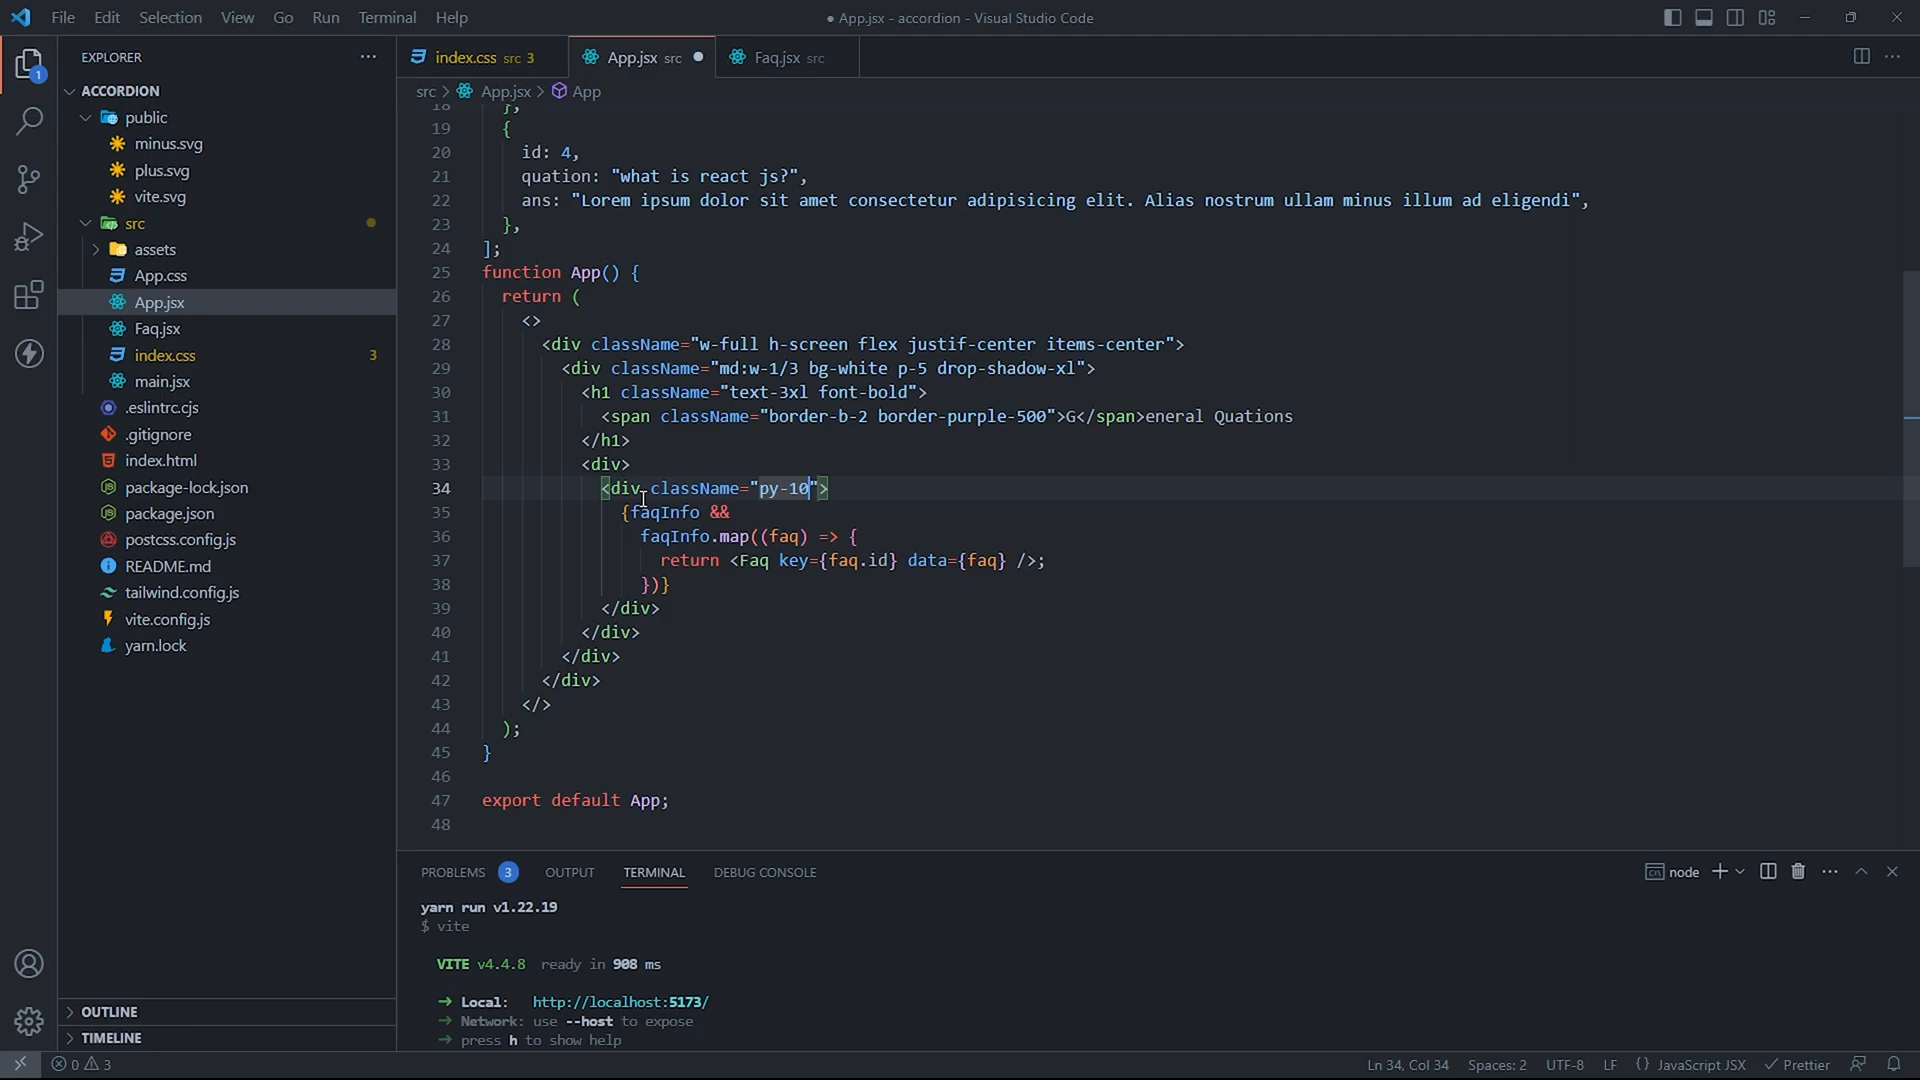 File Edit Selection View Go Run Terminal Help
● App.jsx - accordion - Visual Studio Code
1
EXPLORER
ACCORDION
public
minus.svg
plus.svg
vite.svg
src
assets
App.css
App.jsx
Faq.jsx
index.css 3
main.jsx
.eslintrc.cjs
.gitignore
index.html
package-lock.json
package.json
postcss.config.js
README.md
tailwind.config.js
vite.config.js
yarn.lock
OUTLINE
TIMELINE
index.css src 3
App.jsx src ●
Faq.jsx src
src > App.jsx > App
18 },
19 {
20 id: 4,
21 quation: "what is react js?",
22 ans: "Lorem ipsum dolor sit amet consectetur adipisicing elit. Alias nostrum ullam minus illum ad eligendi",
23 },
24 ];
25 function App() {
26 return (
27 <>
28 <div className="w-full h-screen flex justif-center items-center">
29 <div className="md:w-1/3 bg-white p-5 drop-shadow-xl">
30 <h1 className="text-3xl font-bold">
31 <span className="border-b-2 border-purple-500">G</span>eneral Quations
32 </h1>
33 <div>
34 <div className="py-10">
35 {faqInfo &&
36 faqInfo.map((faq) => {
37 return <Faq key={faq.id} data={faq} />;
38 })}
39 </div>
40 </div>
41 </div>
42 </div>
43 </>
44 );
45 }
46
47 export default App;
48
PROBLEMS 3 OUTPUT TERMINAL DEBUG CONSOLE
node
yarn run v1.22.19
$ vite
VITE v4.4.8 ready in 908 ms
→ Local: http://localhost:5173/
→ Network: use --host to expose
→ press h to show help
0 3
Ln 34, Col 34 Spaces: 2 UTF-8 LF {} JavaScript JSX ✓ Prettier